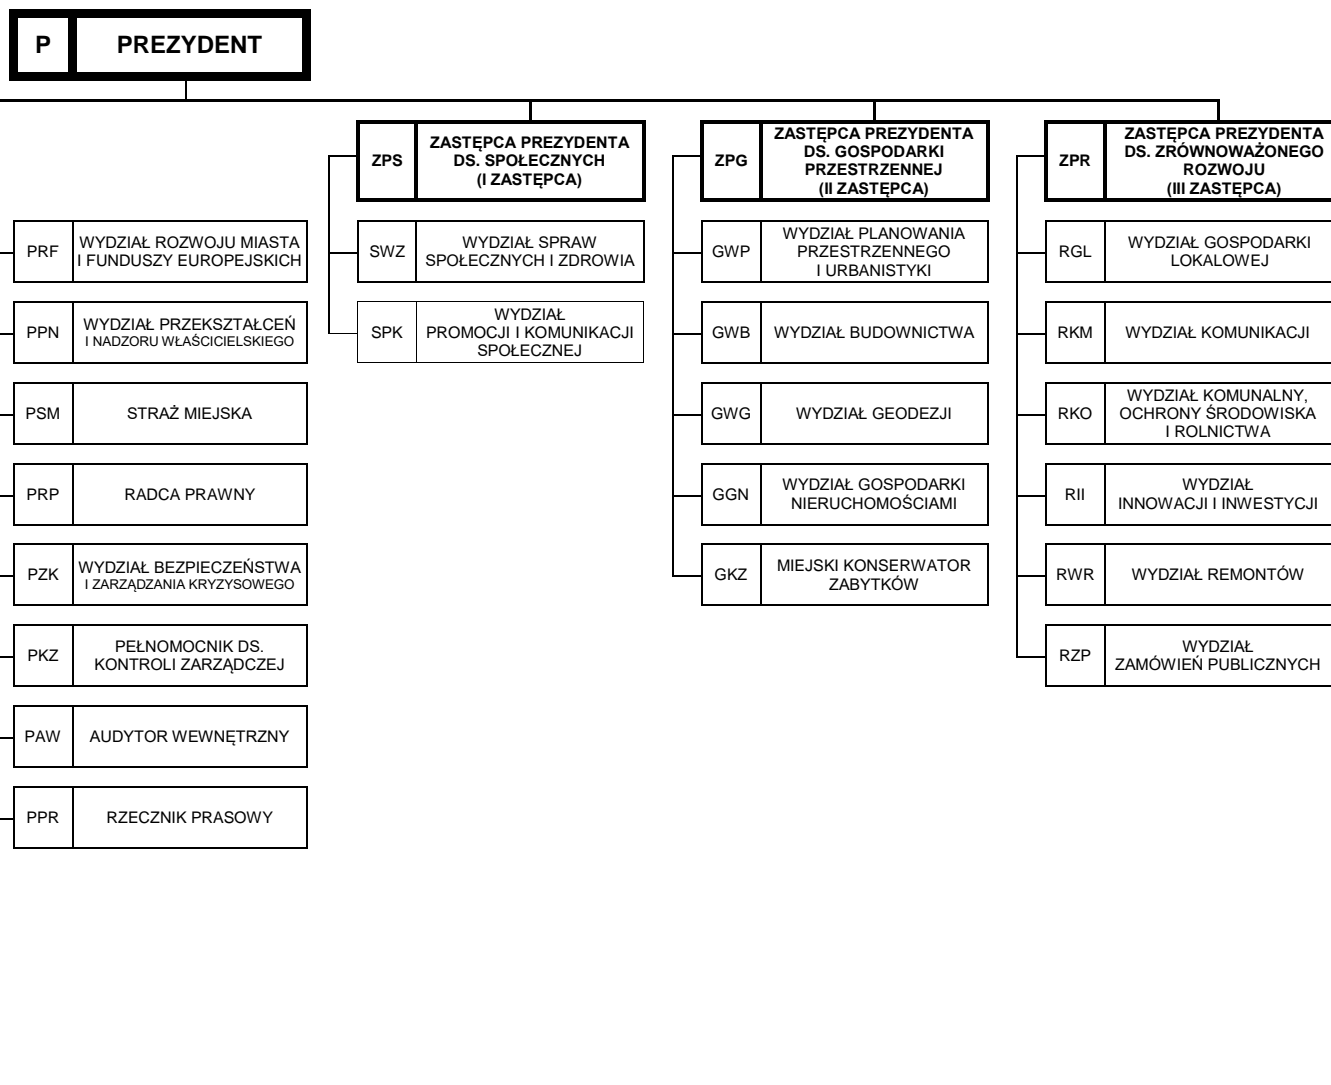 P
PREZYDENT
ZPS
ZASTĘPCA PREZYDENTA
DS. SPOŁECZNYCH
(I ZASTĘPCA)
ZPG
ZASTĘPCA PREZYDENTA
DS. GOSPODARKI
PRZESTRZENNEJ
(II ZASTĘPCA)
ZPR
ZASTĘPCA PREZYDENTA
DS. ZRÓWNOWAŻONEGO
ROZWOJU
(III ZASTĘPCA)
PRF
WYDZIAŁ ROZWOJU MIASTA
I FUNDUSZY EUROPEJSKICH
PPN
WYDZIAŁ PRZEKSZTAŁCEŃ
I NADZORU WŁAŚCICIELSKIEGO
PSM
STRAŻ MIEJSKA
PRP
RADCA PRAWNY
PZK
WYDZIAŁ BEZPIECZEŃSTWA
I ZARZĄDZANIA KRYZYSOWEGO
PKZ
PEŁNOMOCNIK DS.
KONTROLI ZARZĄDCZEJ
PAW
AUDYTOR WEWNĘTRZNY
PPR
RZECZNIK PRASOWY
SWZ
WYDZIAŁ SPRAW
SPOŁECZNYCH I ZDROWIA
SPK
WYDZIAŁ
PROMOCJI I KOMUNIKACJI
SPOŁECZNEJ
GWP
WYDZIAŁ PLANOWANIA
PRZESTRZENNEGO
I URBANISTYKI
GWB
WYDZIAŁ BUDOWNICTWA
GWG
WYDZIAŁ GEODEZJI
GGN
WYDZIAŁ GOSPODARKI
NIERUCHOMOŚCIAMI
GKZ
MIEJSKI KONSERWATOR
ZABYTKÓW
RGL
WYDZIAŁ GOSPODARKI
LOKALOWEJ
RKM
WYDZIAŁ KOMUNIKACJI
RKO
WYDZIAŁ KOMUNALNY,
OCHRONY ŚRODOWISKA
I ROLNICTWA
RII
WYDZIAŁ
INNOWACJI I INWESTYCJI
RWR
WYDZIAŁ REMONTÓW
RZP
WYDZIAŁ
ZAMÓWIEŃ PUBLICZNYCH